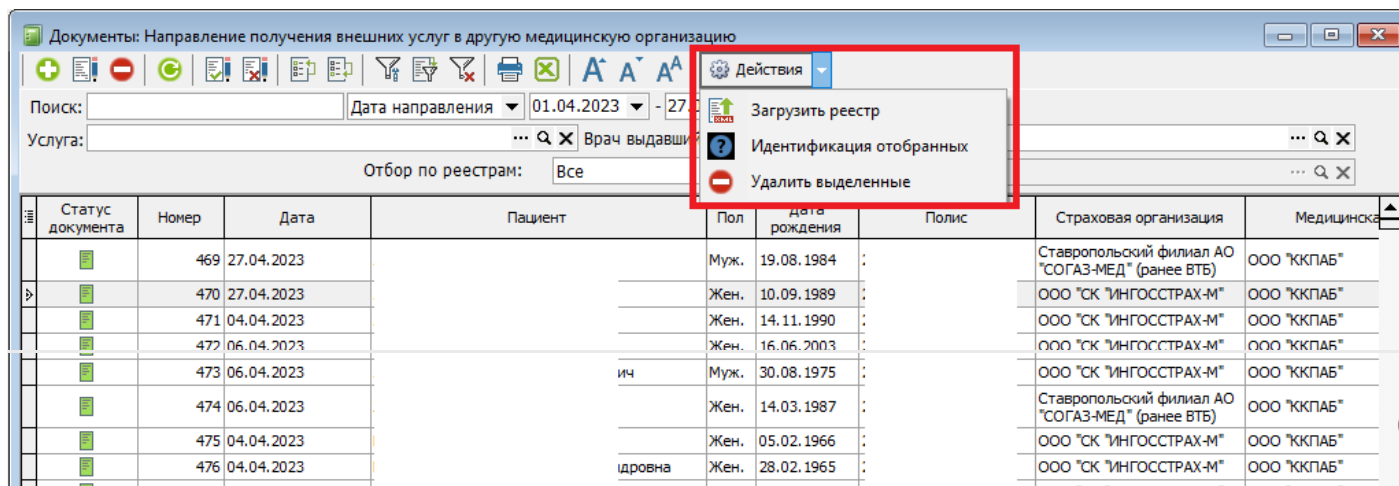 Документы: Направление получения внешних услуг в другую медицинскую организацию
Действия
Поиск: Дата направления 01.04.2023 - 27.
Загрузить реестр
Услуга: Врач выдавший
Идентификация отобранных
Отбор по реестрам: Все
Удалить выделенные
Статус документа Номер Дата Пациент Пол Дата рождения Полис Страховая организация Медицинска
469 27.04.2023 Муж. 19.08.1984 Ставропольский филиал АО "СОГАЗ-МЕД" (ранее ВТБ) ООО "ККПАБ"
470 27.04.2023 Жен. 10.09.1989 ООО "СК "ИНГОССТРАХ-М" ООО "ККПАБ"
471 04.04.2023 Жен. 14.11.1990 ООО "СК "ИНГОССТРАХ-М" ООО "ККПАБ"
472 06.04.2023 Жен. 16.06.2003 ООО "СК "ИНГОССТРАХ-М" ООО "ККПАБ"
473 06.04.2023 ич Муж. 30.08.1975 ООО "СК "ИНГОССТРАХ-М" ООО "ККПАБ"
474 06.04.2023 Жен. 14.03.1987 Ставропольский филиал АО "СОГАЗ-МЕД" (ранее ВТБ) ООО "ККПАБ"
475 04.04.2023 Жен. 05.02.1966 ООО "СК "ИНГОССТРАХ-М" ООО "ККПАБ"
476 04.04.2023 ндровна Жен. 28.02.1965 ООО "СК "ИНГОССТРАХ-М" ООО "ККПАБ"